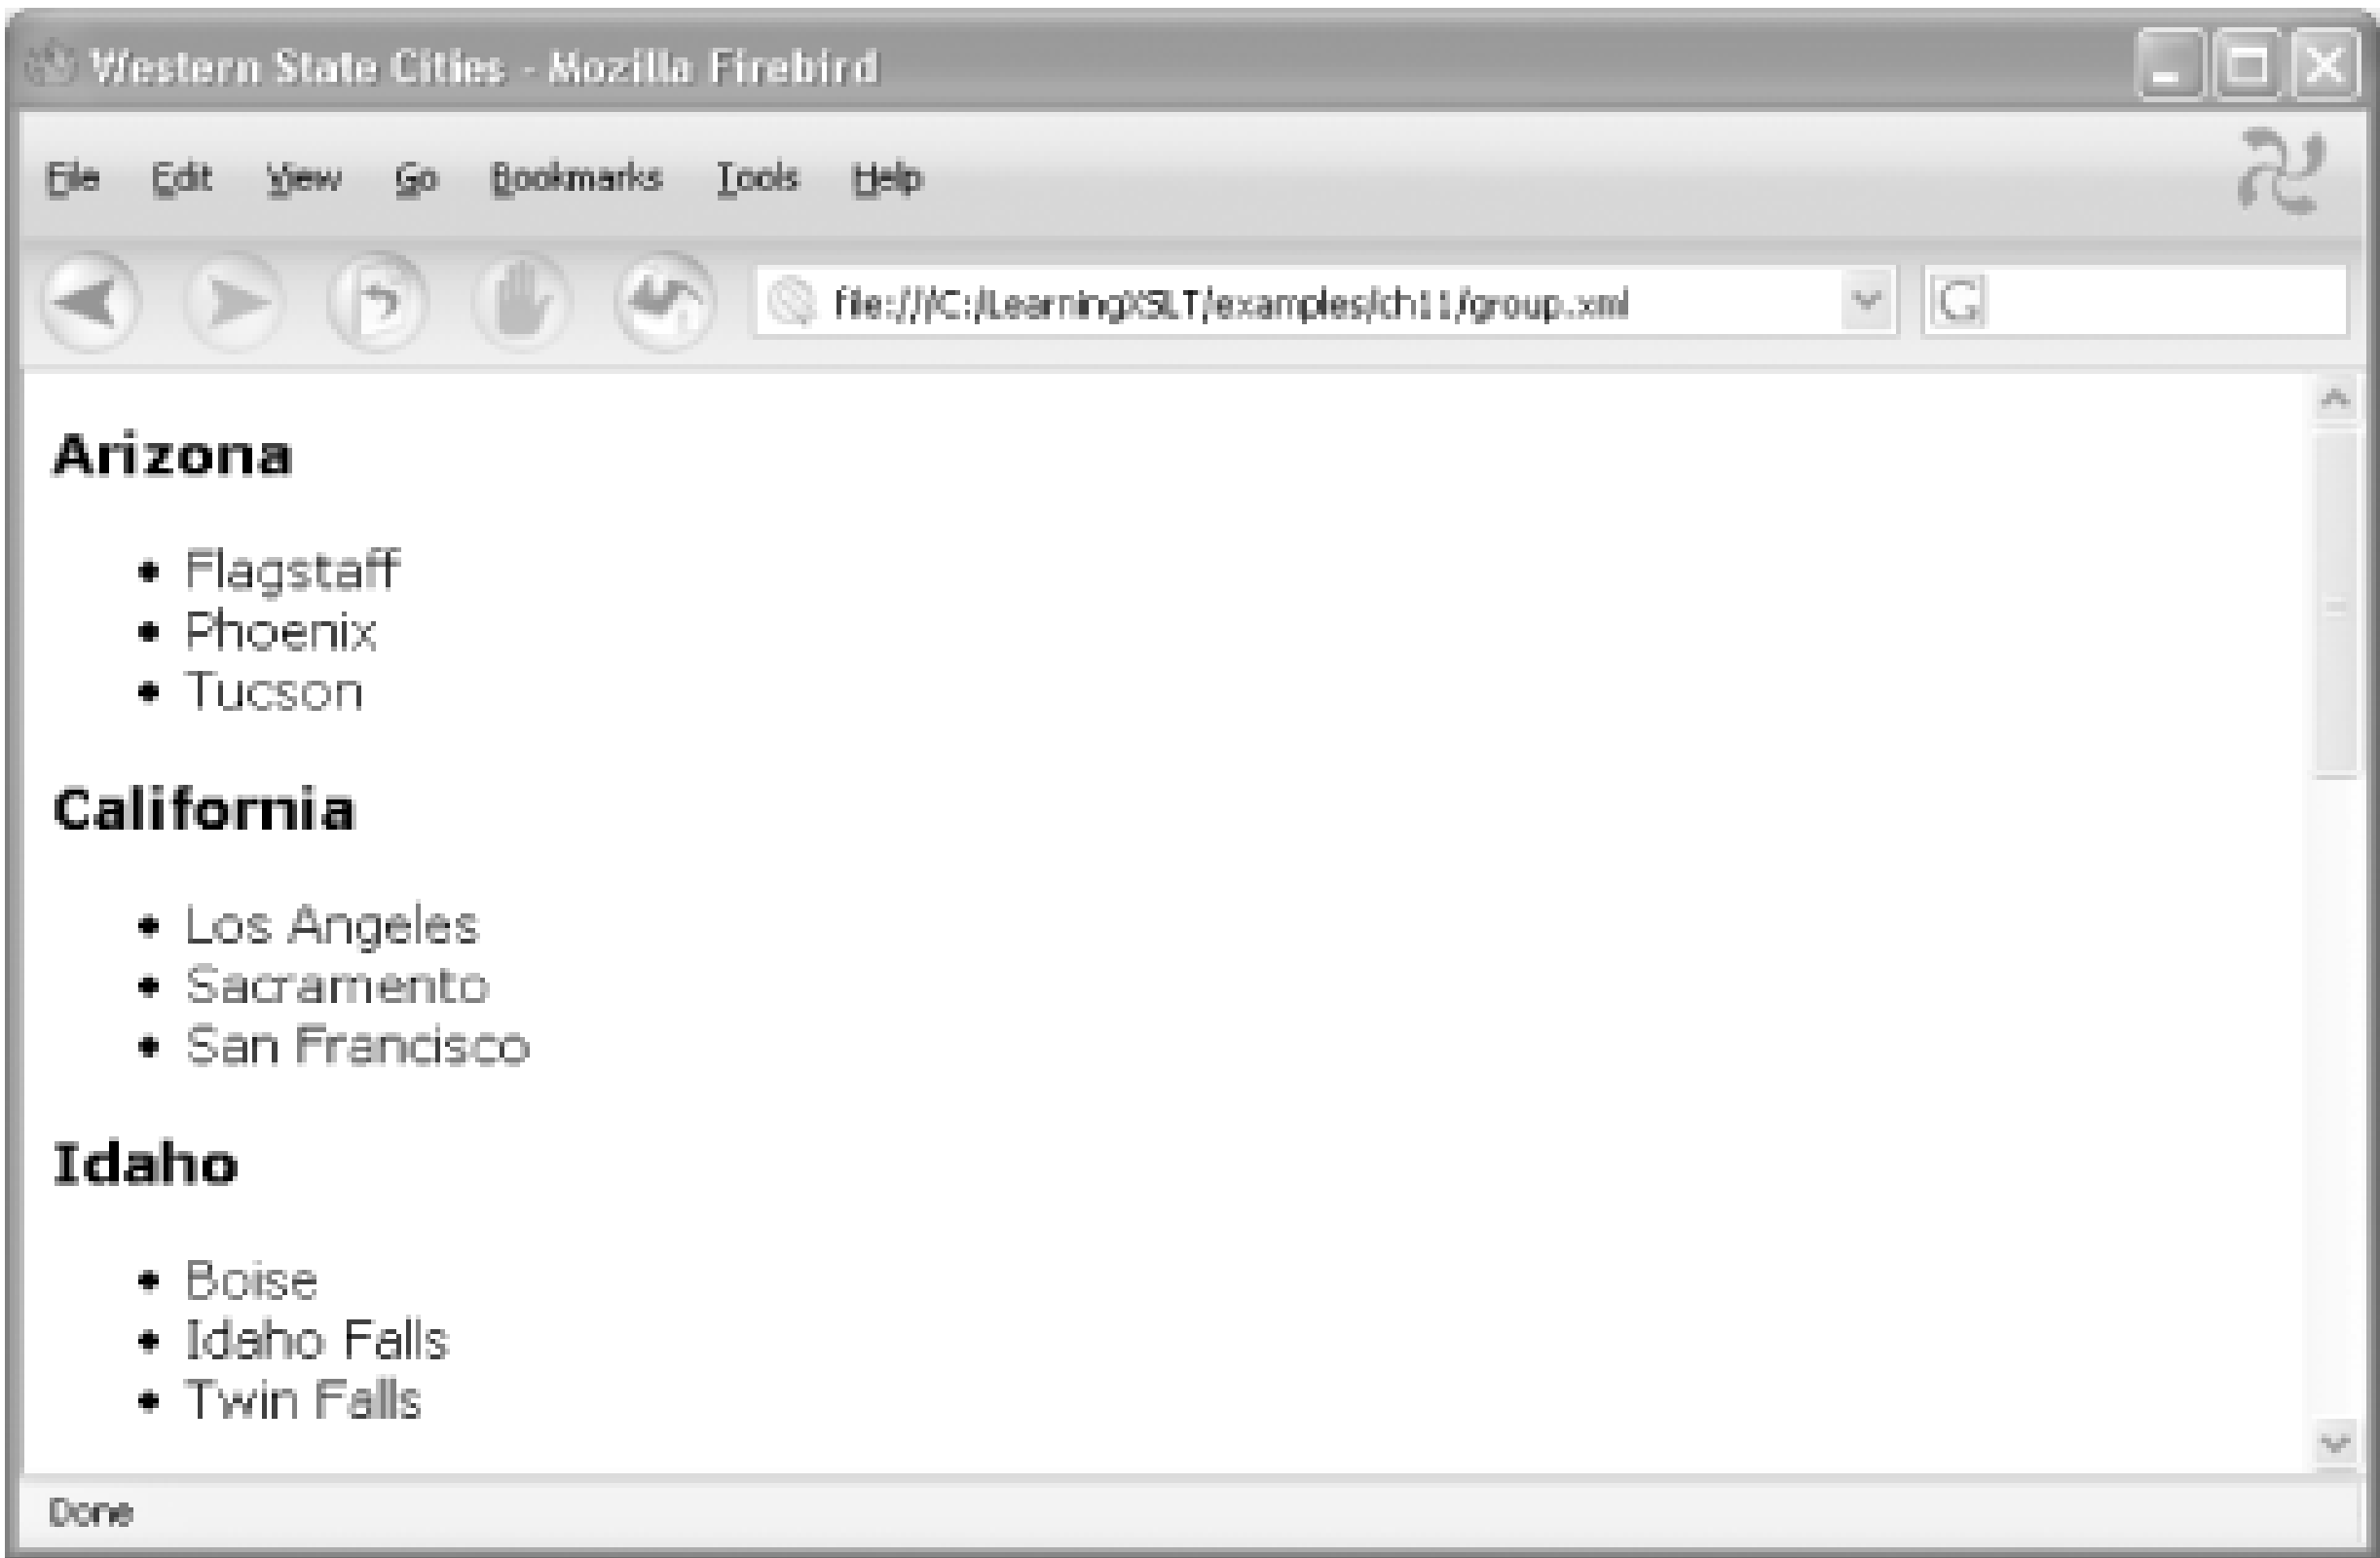 Western State Cities - Mozilla Firebird
File Edit View Go Bookmarks Tools Help
file:///C:/LearningXSLT/examples/ch11/group.xml G
Arizona
• Flagstaff
• Phoenix
• Tucson
California
• Los Angeles
• Sacramento
• San Francisco
Idaho
• Boise
• Idaho Falls
• Twin Falls
Done